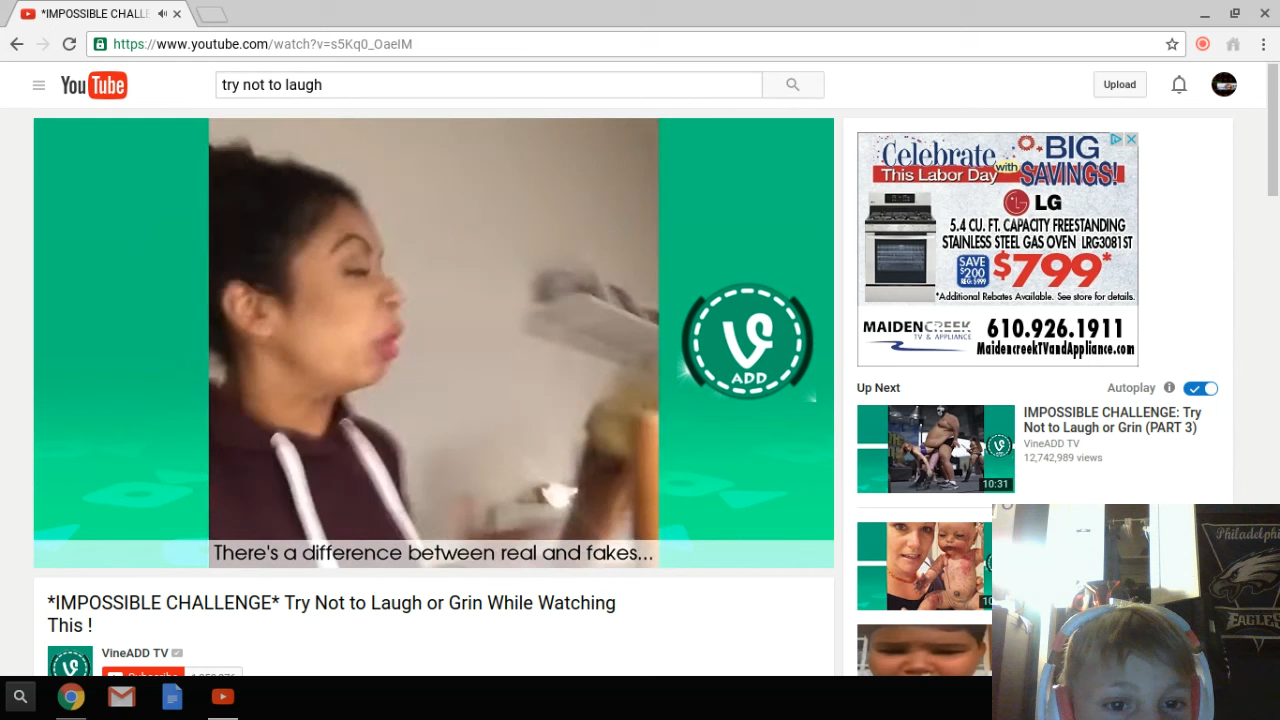 *IMPOSSIBLE CHALL
https://www.youtube.com/watch?v=s5Kq0_OaeIM
YouTube
try not to laugh
Upload
There's a difference between real and fakes...
ADD
*IMPOSSIBLE CHALLENGE* Try Not to Laugh or Grin While Watching
This !
VineADD TV
Celebrate with BIG
This Labor Day SAVINGS!
LG
5.4 CU. FT. CAPACITY FREESTANDING
STAINLESS STEEL GAS OVEN LRG3081ST
SAVE
$200
REG: $999
$799*
*Additional Rebates Available. See store for details.
MAIDENCREEK
TV & APPLIANCE
610.926.1911
MaidencreekTVandAppliance.com
Up Next
Autoplay
IMPOSSIBLE CHALLENGE: Try
Not to Laugh or Grin (PART 3)
VineADD TV
12,742,989 views
10:31
EAGLES